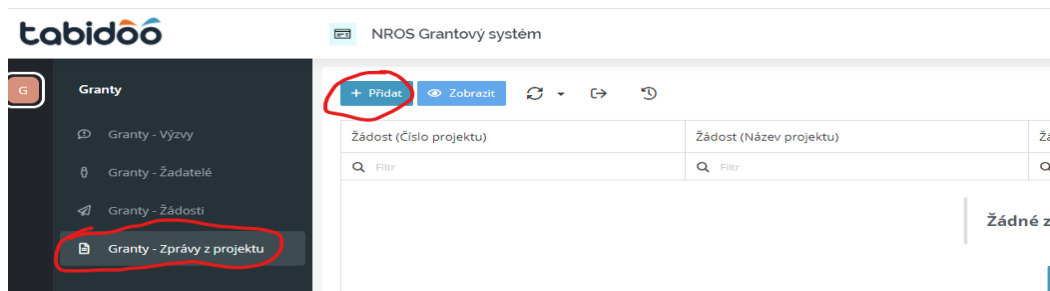 tabidoo
NROS Grantový systém
G
Granty
+ Přidat
Zobrazit
Granty - Výzvy
Žádost (Číslo projektu)
Žádost (Název projektu)
Filtr
Filtr
Granty - Žadatelé
Granty - Žádosti
Žádné z
Granty - Zprávy z projektu